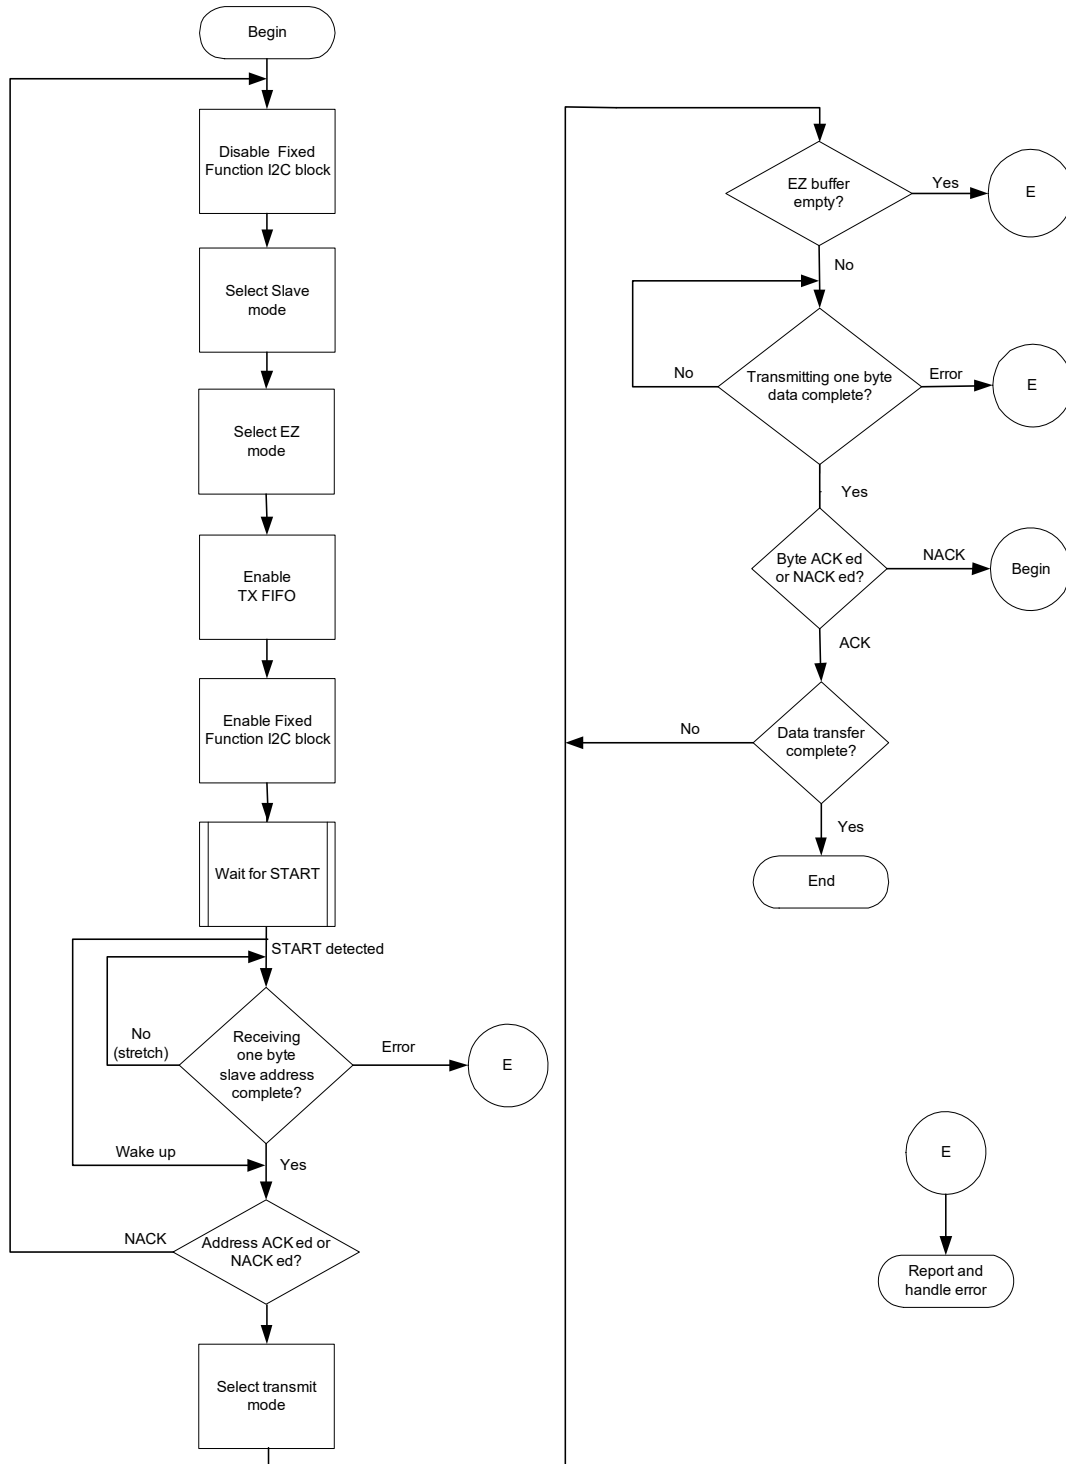 Begin
Disable Fixed
Function I2C block
Select Slave
mode
Select EZ
mode
Enable
TX FIFO
Enable Fixed
Function I2C block
Wait for START
START detected
No
(stretch)
Receiving
one byte
slave address
complete?
Error
E
Wake up
Yes
NACK
Address ACK ed or
NACK ed?
Select transmit
mode
EZ buffer
empty?
Yes
E
No
No
Transmitting one byte
data complete?
Error
E
Yes
Byte ACK ed
or NACK ed?
NACK
Begin
ACK
No
Data transfer
complete?
Yes
End
E
Report and
handle error